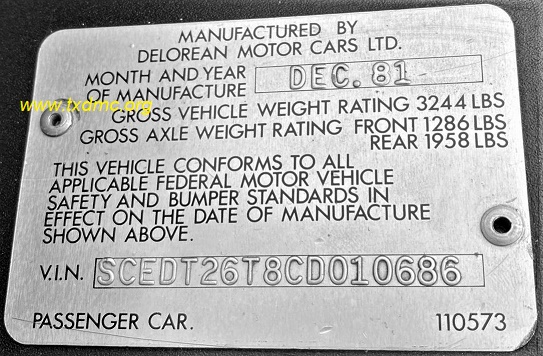 MANUFACTURED BY
DELOREAN MOTOR CARS LTD.
MONTH AND YEAR
OF MANUFACTURE DEC. 81
www.txdmc.org
GROSS VEHICLE WEIGHT RATING 3244 LBS
GROSS AXLE WEIGHT RATING FRONT 1286 LBS
REAR 1958 LBS
THIS VEHICLE CONFORMS TO ALL
APPLICABLE FEDERAL MOTOR VEHICLE
SAFETY AND BUMPER STANDARDS IN
EFFECT ON THE DATE OF MANUFACTURE
SHOWN ABOVE.
V.I.N. SCEDT26T8CD010686
PASSENGER CAR. 110573